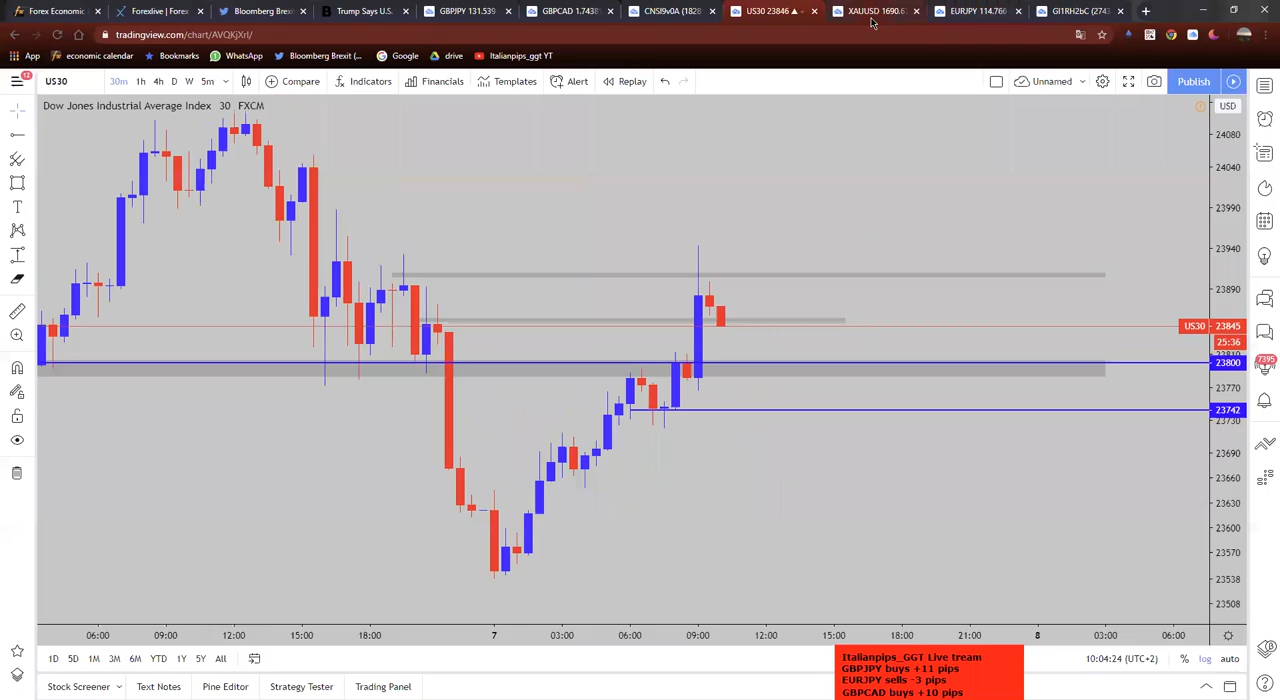 Forex Economic
Forexlive | Forex
Bloomberg Brexit
Trump Says U.S.
GBPJPY 131.539
GBPCAD 1.7438
CNSI9v0A (1828
US30 23846 ▲
XAUUSD 1690.6
EURJPY 114.766
GI1RH2bC (2743
tradingview.com/chart/AVQKjXrl/
App
economic calendar
Bookmarks
WhatsApp
Bloomberg Brexit (...
Google
drive
Italianpips_ggt YT
12
US30
30m 1h 4h D W 5m
Compare
Indicators
Financials
Templates
Alert
Replay
Unnamed
Publish
Dow Jones Industrial Average Index 30 FXCM
USD
24080
24040
23990
23940
23890
US30 23845
25:36
23810
23800
23770
23742
23730
23690
23660
23630
23600
23570
23538
23508
7395
06:00 09:00 12:00 15:00 18:00 7 03:00 06:00 09:00 12:00 15:00 18:00 21:00 8 03:00 06:00
1D 5D 1M 3M 6M YTD 1Y 5Y All
10:04:24 (UTC+2) % log auto
Stock Screener
Text Notes
Pine Editor
Strategy Tester
Trading Panel
Italianpips_GGT Live tream
GBPJPY buys +11 pips
EURJPY sells -3 pips
GBPCAD buys +10 pips